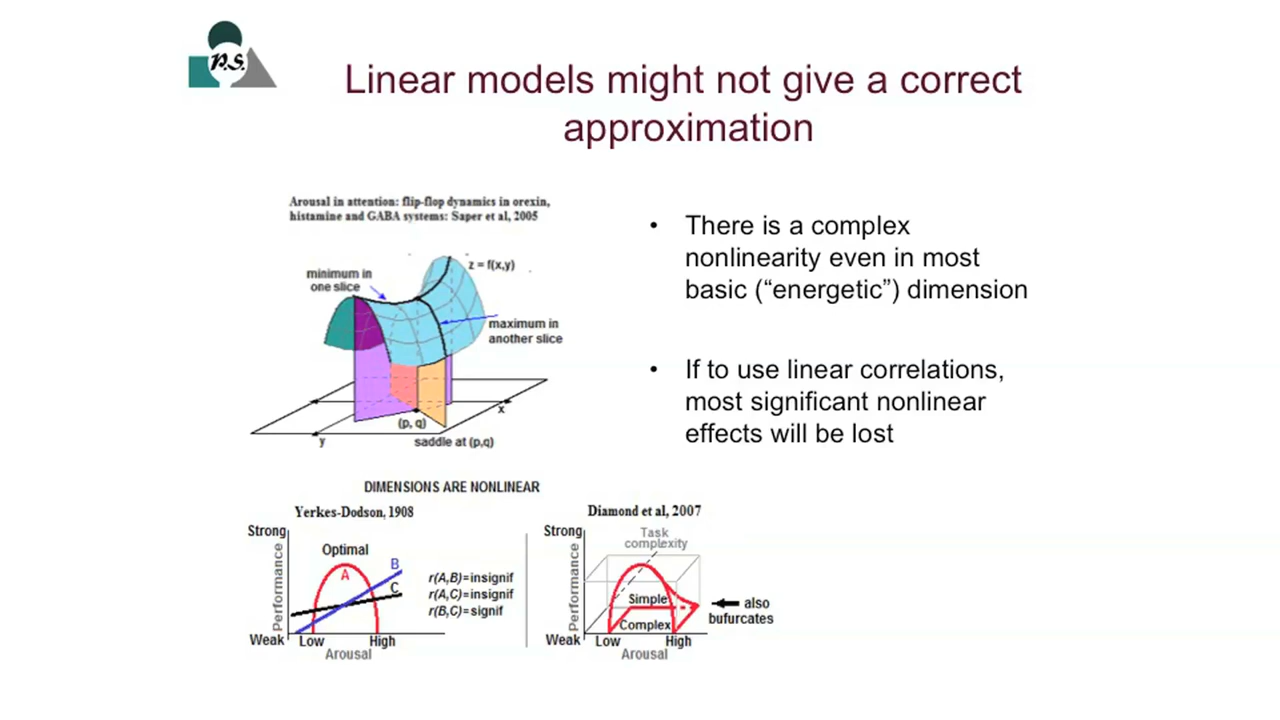 P.S.
Linear models might not give a correct
approximation
Arousal in attention: flip-flop dynamics in orexin,
histamine and GABA systems: Saper et al, 2005
minimum in
one slice
z = f(x,y)
maximum in
another slice
x
(p, q)
y
saddle at (p,q)
• There is a complex
nonlinearity even in most
basic (“energetic”) dimension
• If to use linear correlations,
most significant nonlinear
effects will be lost
DIMENSIONS ARE NONLINEAR
Yerkes-Dodson, 1908
Strong
Performance
Optimal
A
B
C
r(A,B)=insignif
r(A,C)=insignif
r(B,C)=signif
Weak
Low
High
Arousal
Diamond et al, 2007
Strong
Performance
Task
complexity
Simple
Complex
also
bufurcates
Weak
Low
High
Arousal